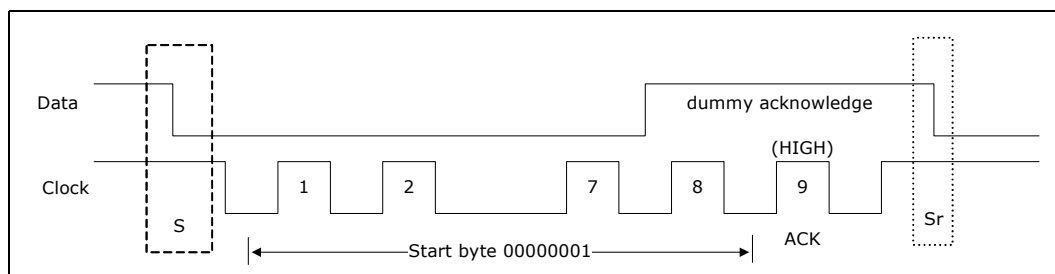 Data
dummy acknowledge
(HIGH)
Clock
1
2
7
8
9
S
Sr
ACK
Start byte 00000001